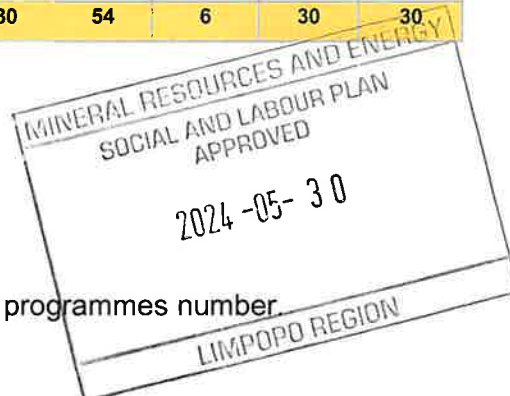 30 54 6 30 30
MINERAL RESOURCES AND ENERGY
SOCIAL AND LABOUR PLAN
APPROVED
2024 -05- 30
programmes number.
LIMPOPO REGION